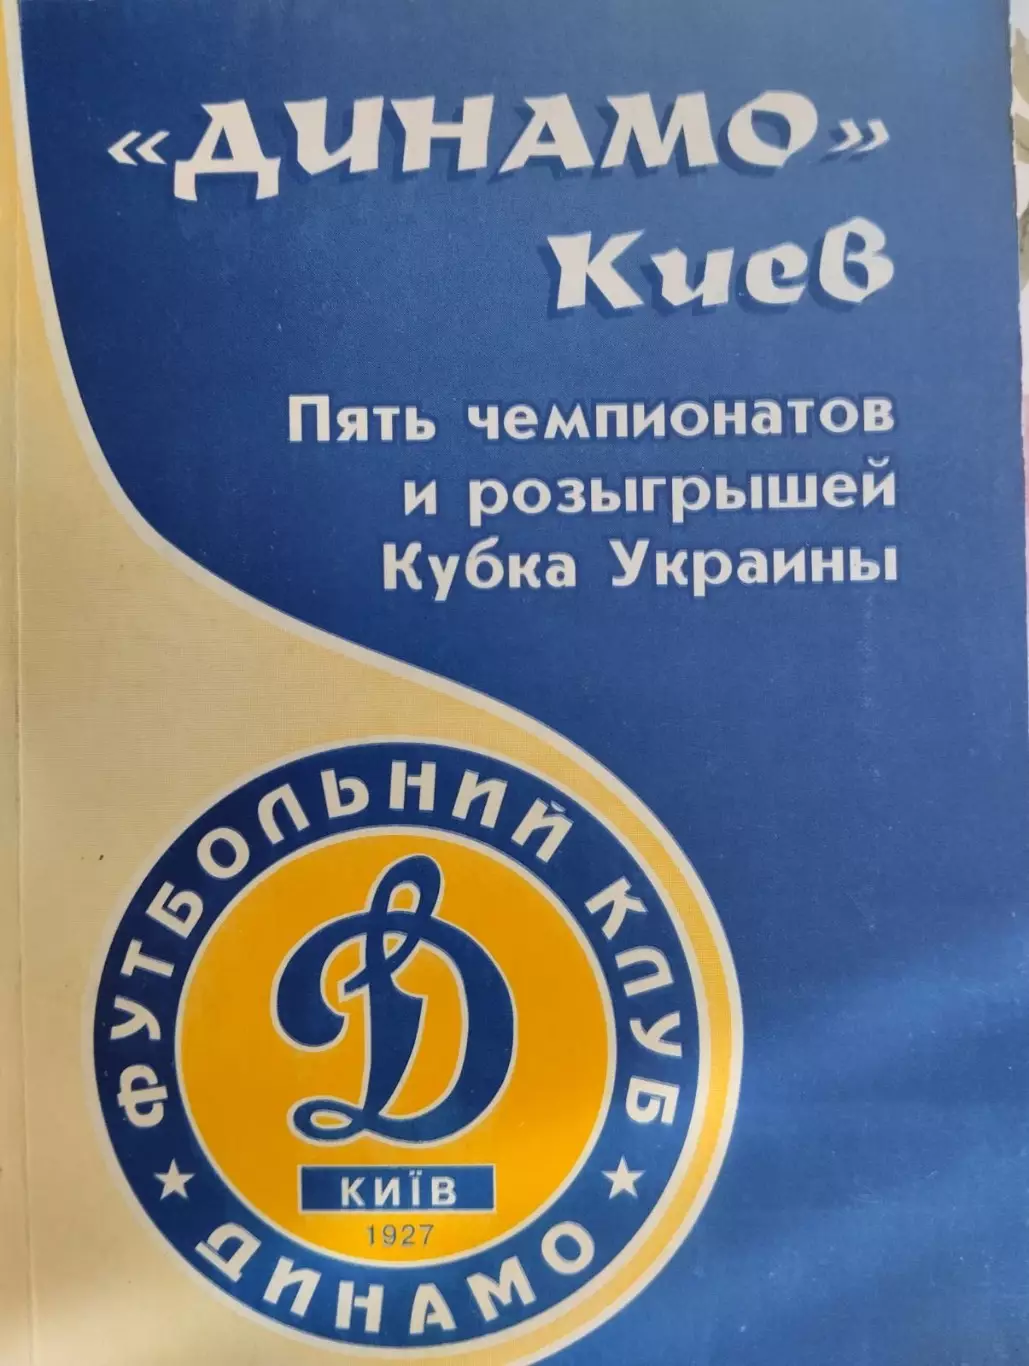 «ДИНАМО»
Киев
Пять чемпионатов
и розыгрышей
Кубка Украины
ФУТБОЛЬНИЙ КЛУБ
Д
КИЇВ
1927
★ ДИНАМО ★